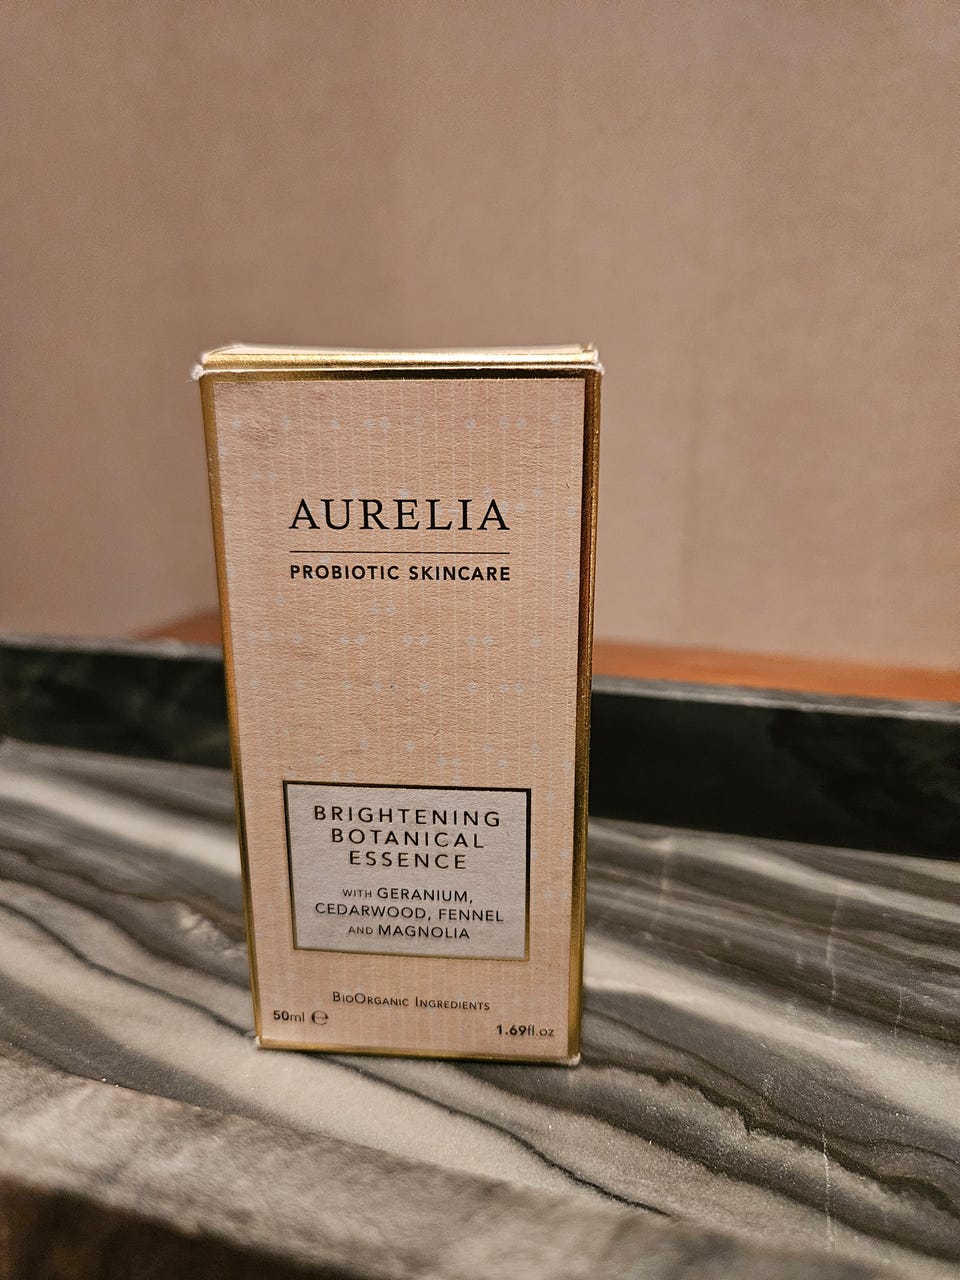 AURELIA
PROBIOTIC SKINCARE
BRIGHTENING
BOTANICAL
ESSENCE
WITH GERANIUM,
CEDARWOOD, FENNEL
AND MAGNOLIA
BIOORGANIC INGREDIENTS
50ml ℮
1.69fl.oz